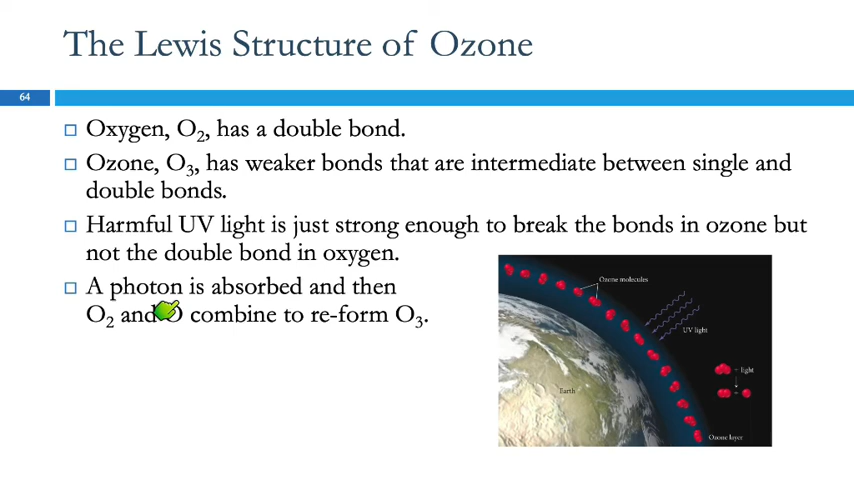 The Lewis Structure of Ozone
64
Oxygen, O₂, has a double bond.
Ozone, O₃, has weaker bonds that are intermediate between single and
double bonds.
Harmful UV light is just strong enough to break the bonds in ozone but
not the double bond in oxygen.
A photon is absorbed and then
O₂ and O combine to re-form O₃.
Ozone molecules
UV light
+ light
+
Earth
Ozone layer